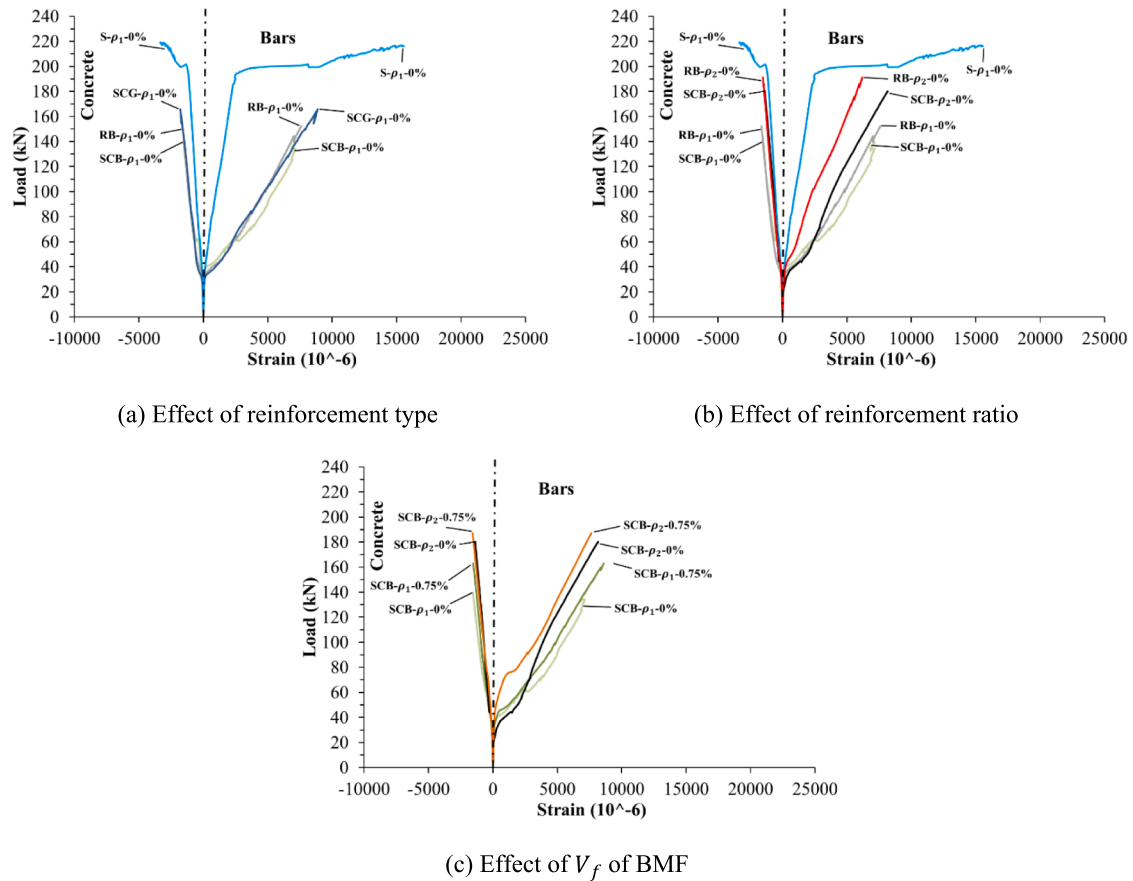 240
220
200
180
160
140
120
100
80
60
40
20
0
Load (kN)
Concrete
Bars
S-ρ₁-0%
SCG-ρ₁-0%
RB-ρ₁-0%
SCB-ρ₁-0%
S-ρ₁-0%
RB-ρ₁-0%
SCG-ρ₁-0%
SCB-ρ₁-0%
-10000 -5000 0 5000 10000 15000 20000 25000
Strain (10^-6)
(a) Effect of reinforcement type
240
220
200
180
160
140
120
100
80
60
40
20
0
Load (kN)
Concrete
Bars
S-ρ₁-0%
RB-ρ₂-0%
SCB-ρ₂-0%
RB-ρ₁-0%
SCB-ρ₁-0%
S-ρ₁-0%
RB-ρ₂-0%
SCB-ρ₂-0%
RB-ρ₁-0%
SCB-ρ₁-0%
-10000 -5000 0 5000 10000 15000 20000 25000
Strain (10^-6)
(b) Effect of reinforcement ratio
240
220
200
180
160
140
120
100
80
60
40
20
0
Load (kN)
Concrete
Bars
SCB-ρ₂-0.75%
SCB-ρ₂-0%
SCB-ρ₁-0.75%
SCB-ρ₁-0%
SCB-ρ₂-0.75%
SCB-ρ₂-0%
SCB-ρ₁-0.75%
SCB-ρ₁-0%
-10000 -5000 0 5000 10000 15000 20000 25000
Strain (10^-6)
(c) Effect of V_f of BMF